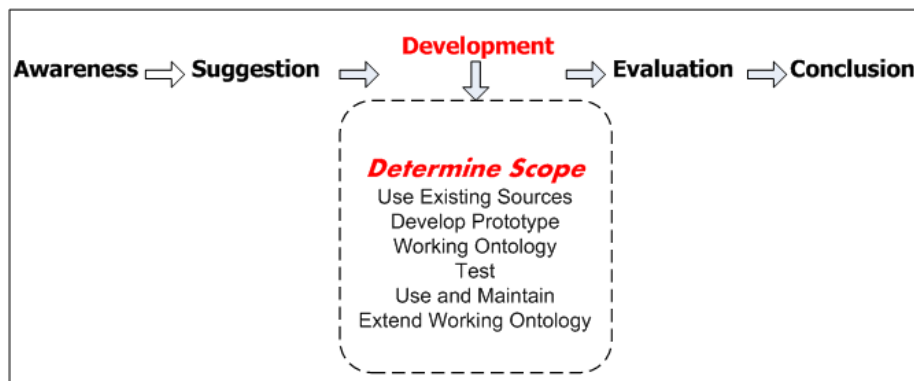 Development
Awareness Suggestion Evaluation Conclusion
Determine Scope
Use Existing Sources
Develop Prototype
Working Ontology
Test
Use and Maintain
Extend Working Ontology